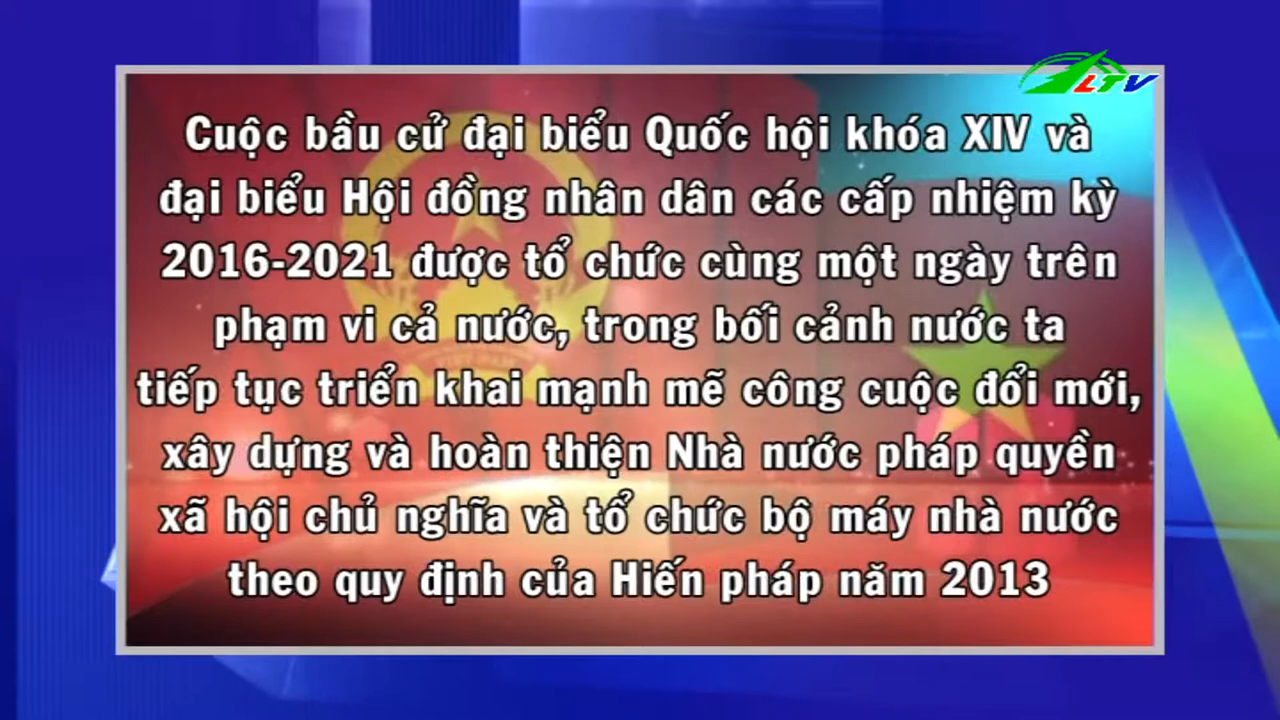 LTV
Cuộc bầu cử đại biểu Quốc hội khóa XIV và
đại biểu Hội đồng nhân dân các cấp nhiệm kỳ
2016-2021 được tổ chức cùng một ngày trên
phạm vi cả nước, trong bối cảnh nước ta
tiếp tục triển khai mạnh mẽ công cuộc đổi mới,
xây dựng và hoàn thiện Nhà nước pháp quyền
xã hội chủ nghĩa và tổ chức bộ máy nhà nước
theo quy định của Hiến pháp năm 2013